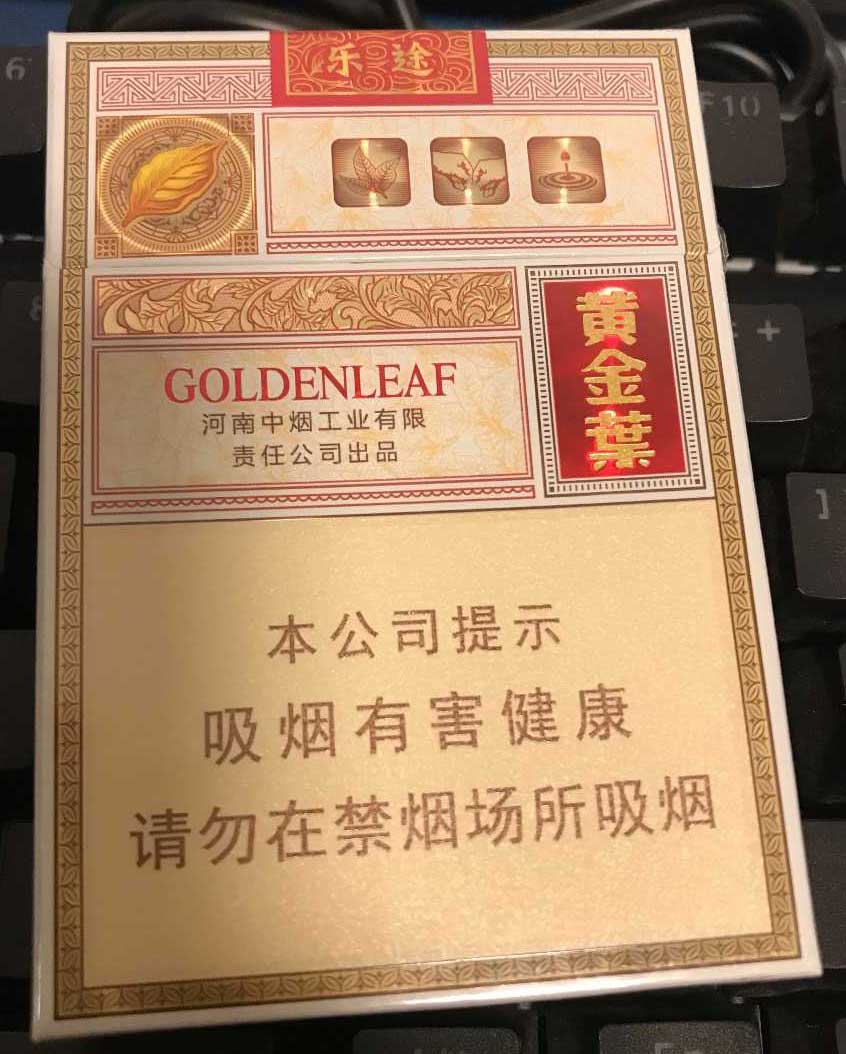 乐途
黄金葉
GOLDENLEAF
河南中烟工业有限
责任公司出品
本公司提示
吸烟有害健康
请勿在禁烟场所吸烟
6
F10
+
]